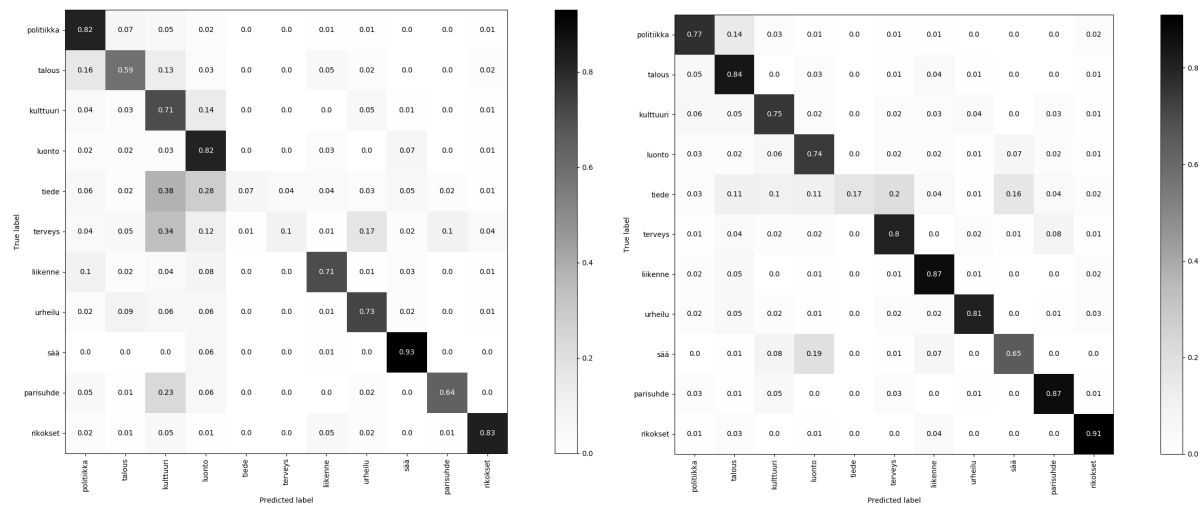 politiikka 0.82 0.07 0.05 0.02 0.0 0.0 0.01 0.01 0.0 0.0 0.01
talous 0.16 0.59 0.13 0.03 0.0 0.0 0.05 0.02 0.0 0.0 0.02
kulttuuri 0.04 0.03 0.71 0.14 0.0 0.0 0.0 0.05 0.01 0.0 0.01
luonto 0.02 0.02 0.03 0.82 0.0 0.0 0.03 0.0 0.07 0.0 0.01
tiede 0.06 0.02 0.38 0.28 0.07 0.04 0.04 0.03 0.05 0.02 0.01
terveys 0.04 0.05 0.34 0.12 0.01 0.1 0.0 0.17 0.02 0.1 0.04
liikenne 0.1 0.02 0.04 0.08 0.0 0.0 0.71 0.01 0.03 0.0 0.01
urheilu 0.02 0.09 0.06 0.06 0.0 0.0 0.01 0.73 0.02 0.0 0.01
sää 0.0 0.0 0.0 0.06 0.0 0.0 0.01 0.0 0.93 0.0 0.0
parisuhde 0.05 0.01 0.23 0.06 0.0 0.0 0.0 0.01 0.0 0.64 0.0
rikokset 0.02 0.01 0.05 0.01 0.0 0.0 0.05 0.02 0.0 0.01 0.83
True label
politiikka talous kulttuuri luonto tiede terveys liikenne urheilu sää parisuhde rikokset
Predicted label
0.8
0.6
0.4
0.2
0.0
politiikka 0.77 0.14 0.03 0.01 0.0 0.01 0.01 0.0 0.0 0.0 0.02
talous 0.05 0.84 0.0 0.03 0.0 0.01 0.04 0.01 0.0 0.0 0.01
kulttuuri 0.06 0.05 0.75 0.02 0.0 0.02 0.03 0.04 0.0 0.03 0.01
luonto 0.03 0.02 0.06 0.74 0.0 0.02 0.02 0.01 0.07 0.02 0.01
tiede 0.03 0.11 0.1 0.11 0.17 0.2 0.04 0.01 0.16 0.04 0.02
terveys 0.01 0.04 0.02 0.02 0.0 0.8 0.0 0.02 0.01 0.08 0.01
liikenne 0.02 0.05 0.0 0.01 0.0 0.01 0.87 0.01 0.0 0.0 0.02
urheilu 0.02 0.05 0.02 0.01 0.0 0.02 0.02 0.81 0.0 0.01 0.03
sää 0.0 0.01 0.08 0.19 0.0 0.01 0.07 0.0 0.65 0.0 0.0
parisuhde 0.03 0.01 0.05 0.0 0.0 0.03 0.0 0.01 0.0 0.87 0.01
rikokset 0.01 0.03 0.01 0.0 0.0 0.0 0.04 0.0 0.0 0.01 0.91
True label
politiikka talous kulttuuri luonto tiede terveys liikenne urheilu sää parisuhde rikokset
Predicted label
0.8
0.6
0.4
0.2
0.0